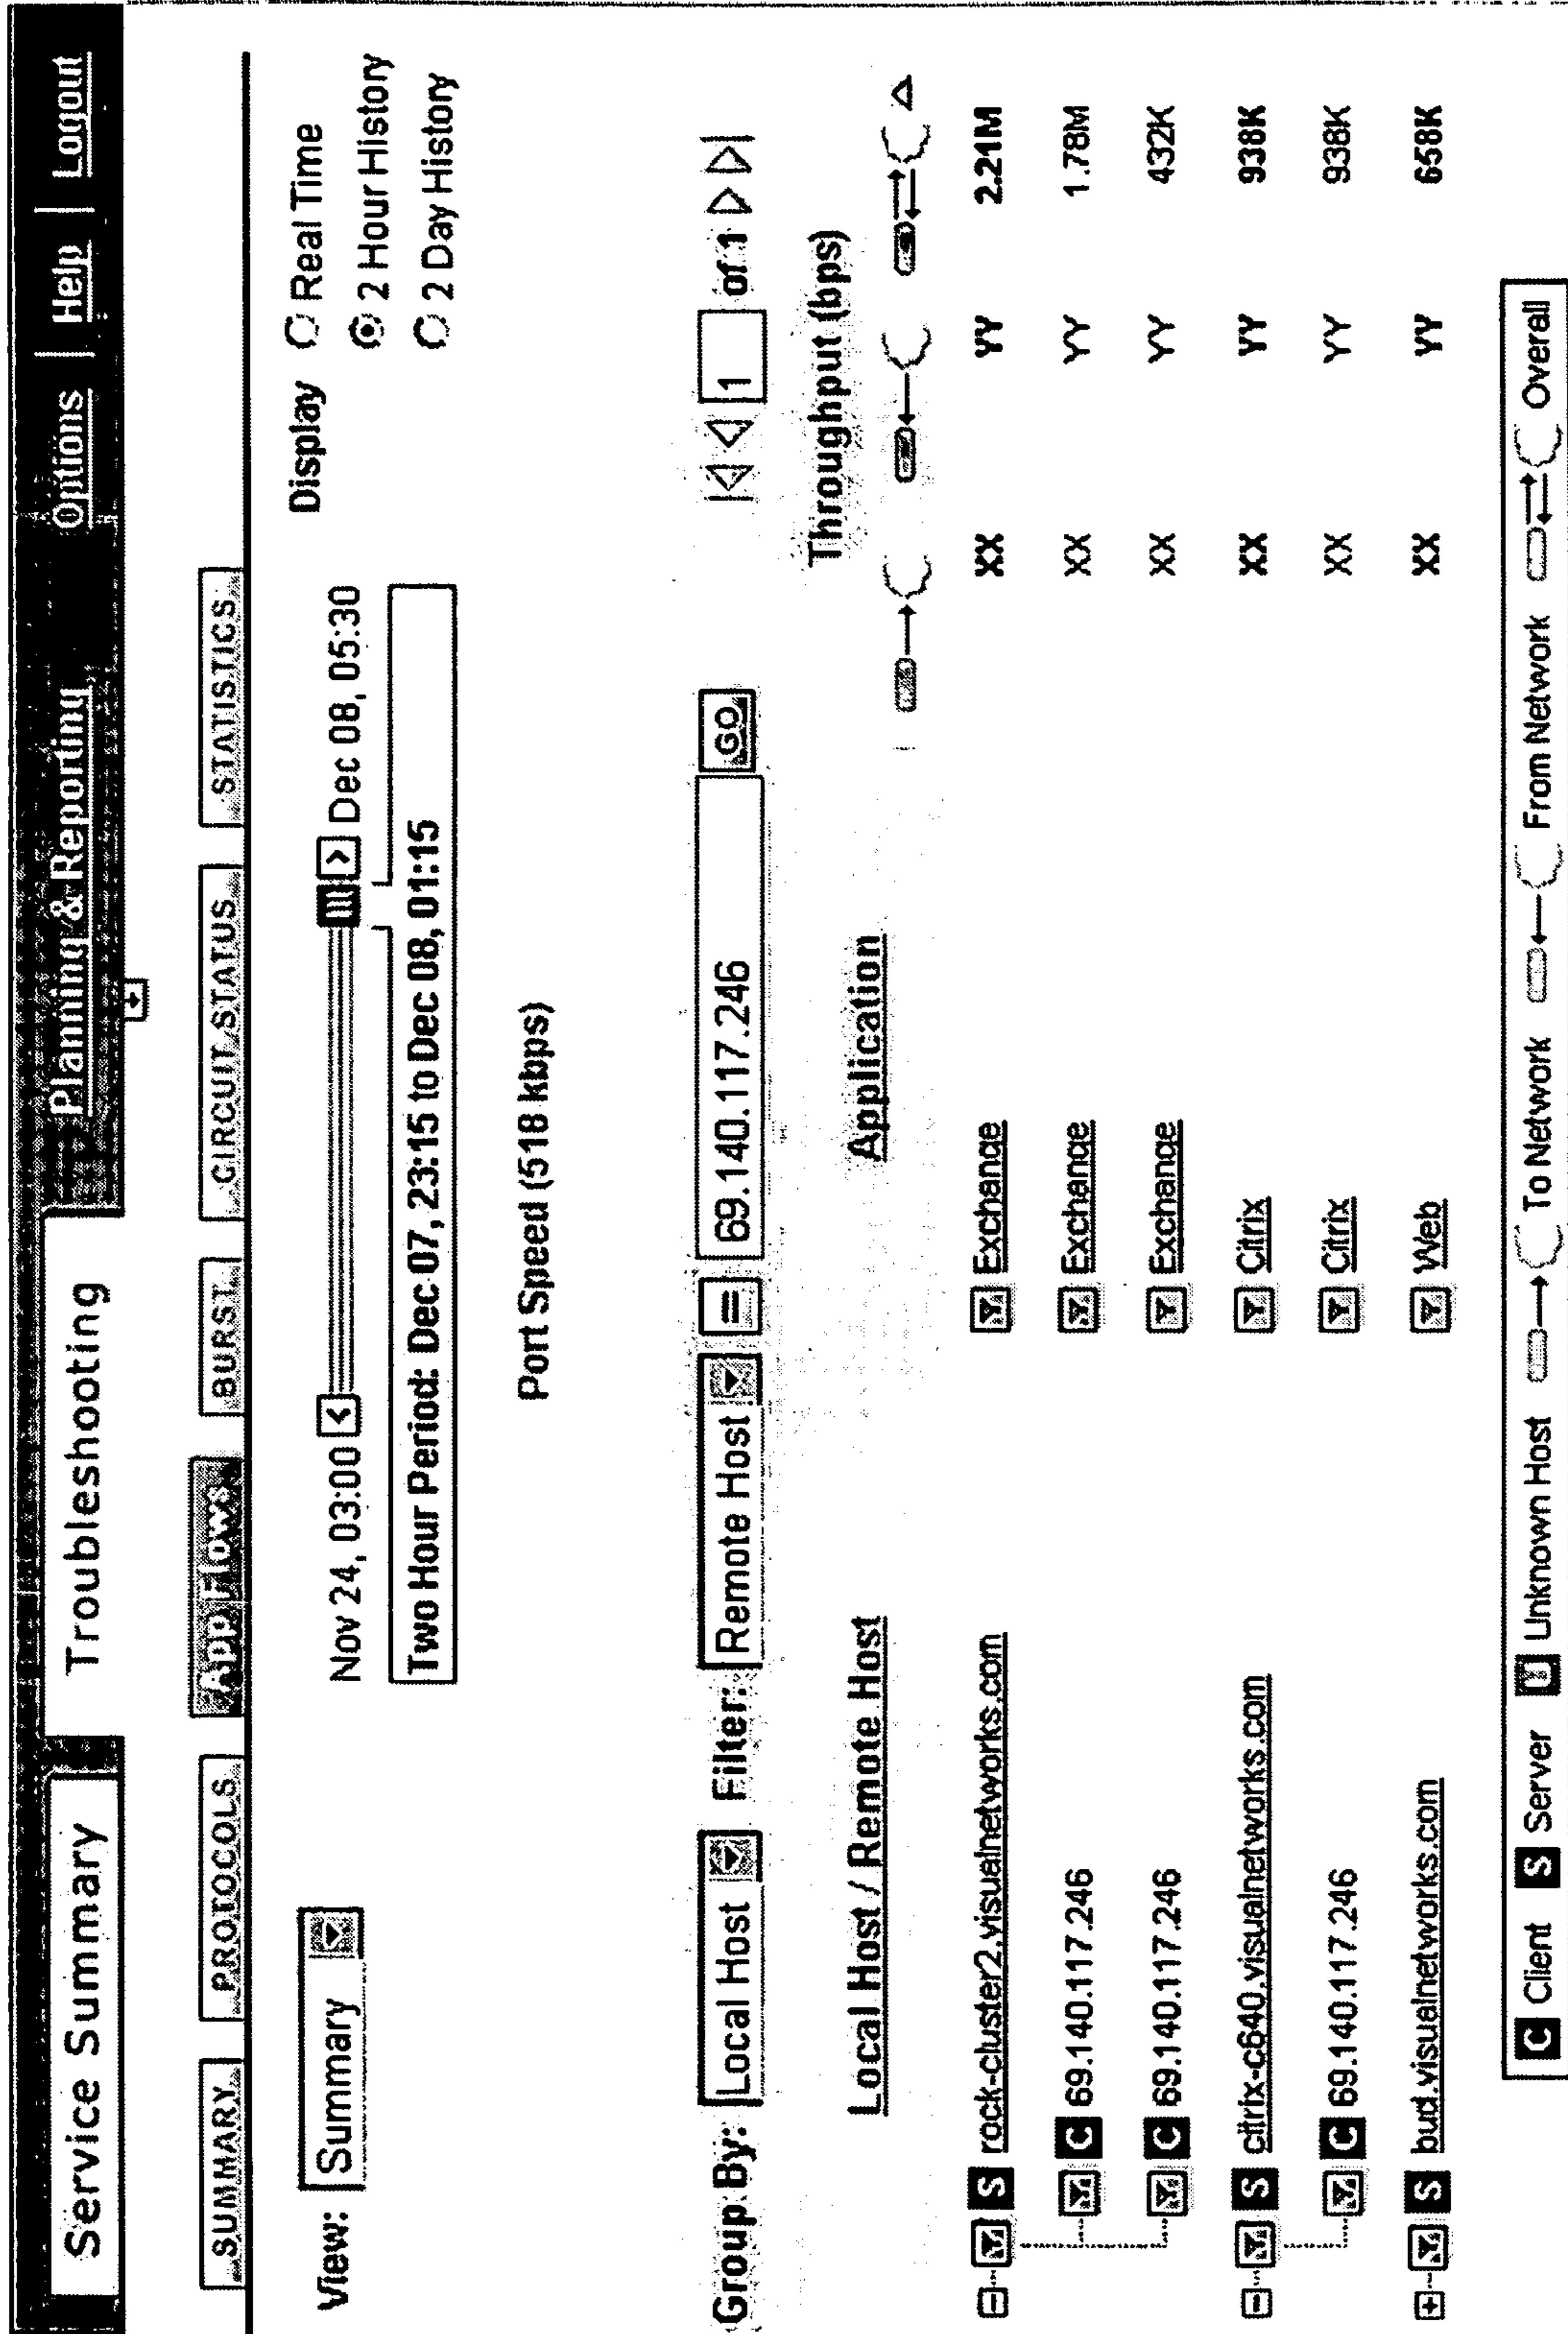 Service Summary Troubleshooting Planning & Reporting Options | Help | Logout
SUMMARY PROTOCOLS App Flows BURST CIRCUIT STATUS STATISTICS
View: Summary Nov 24, 03:00 < > Dec 08, 05:30 Display Real Time
2 Hour History
2 Day History
Two Hour Period: Dec 07, 23:15 to Dec 08, 01:15
Port Speed (518 kbps)
Group By: Local Host Filter: Remote Host = 69.140.117.246 GO 1 of 1
Throughput (bps)
Local Host / Remote Host Application
S rock-cluster2.visualnetworks.com Exchange XX YY 2.21M
C 69.140.117.246 Exchange XX YY 1.78M
C 69.140.117.246 Exchange XX YY 432K
S citrix-c640.visualnetworks.com Citrix XX YY 938K
C 69.140.117.246 Citrix XX YY 938K
S bud.visualnetworks.com Web XX YY 658K
C Client S Server U Unknown Host To Network From Network Overall